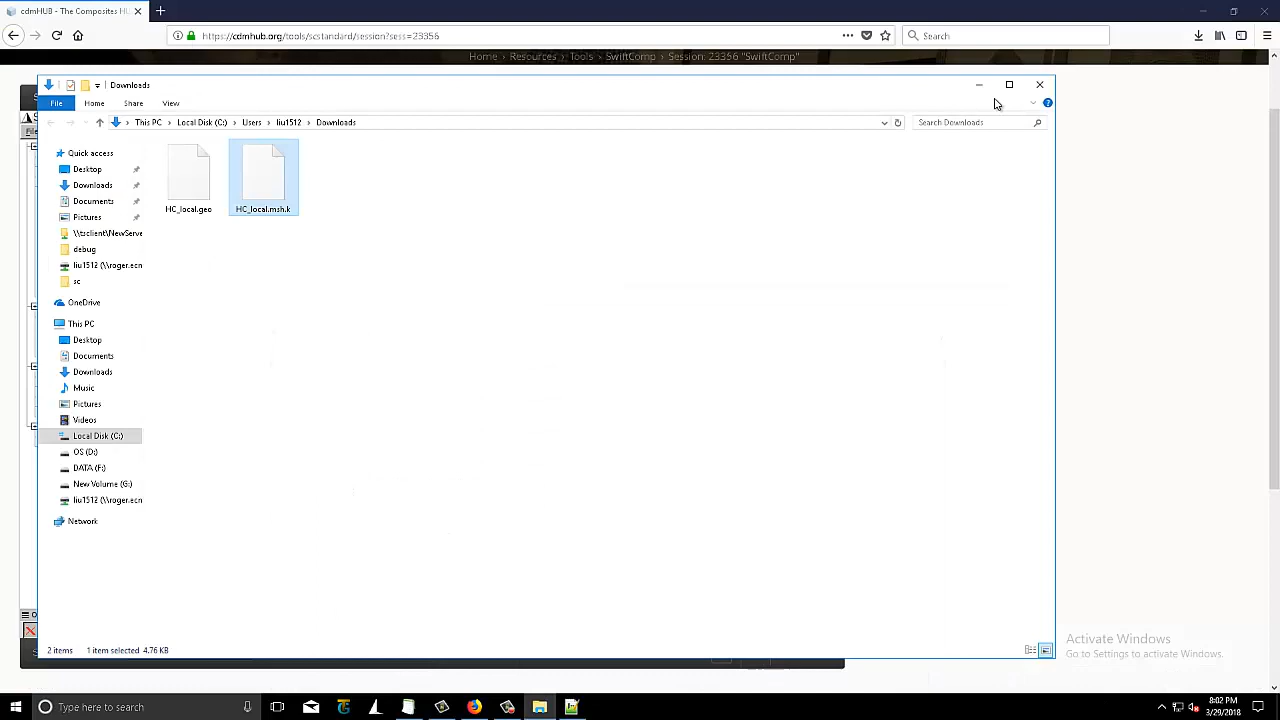 cdmHUB - The Composites HU
https://cdmhub.org/tools/scstandard/session?sess=23356
Search
Home › Resources › Tools › SwiftComp › Session: 23356 "SwiftComp"
Downloads
File Home Share View
This PC › Local Disk (C:) › Users › liu1512 › Downloads
Search Downloads
Quick access
Desktop
Downloads
Documents
Pictures
\\tsclient\NewServe
debug
liu1512 (\\roger.ecn
sc
OneDrive
This PC
Desktop
Documents
Downloads
Music
Pictures
Videos
Local Disk (C:)
OS (D:)
DATA (F:)
New Volume (G:)
liu1512 (\\roger.ecn
Network
HC_local.geo
HC_local.msh.k
2 items 1 item selected 4.76 KB
Activate Windows
Go to Settings to activate Windows.
Type here to search
8:02 PM
3/29/2018